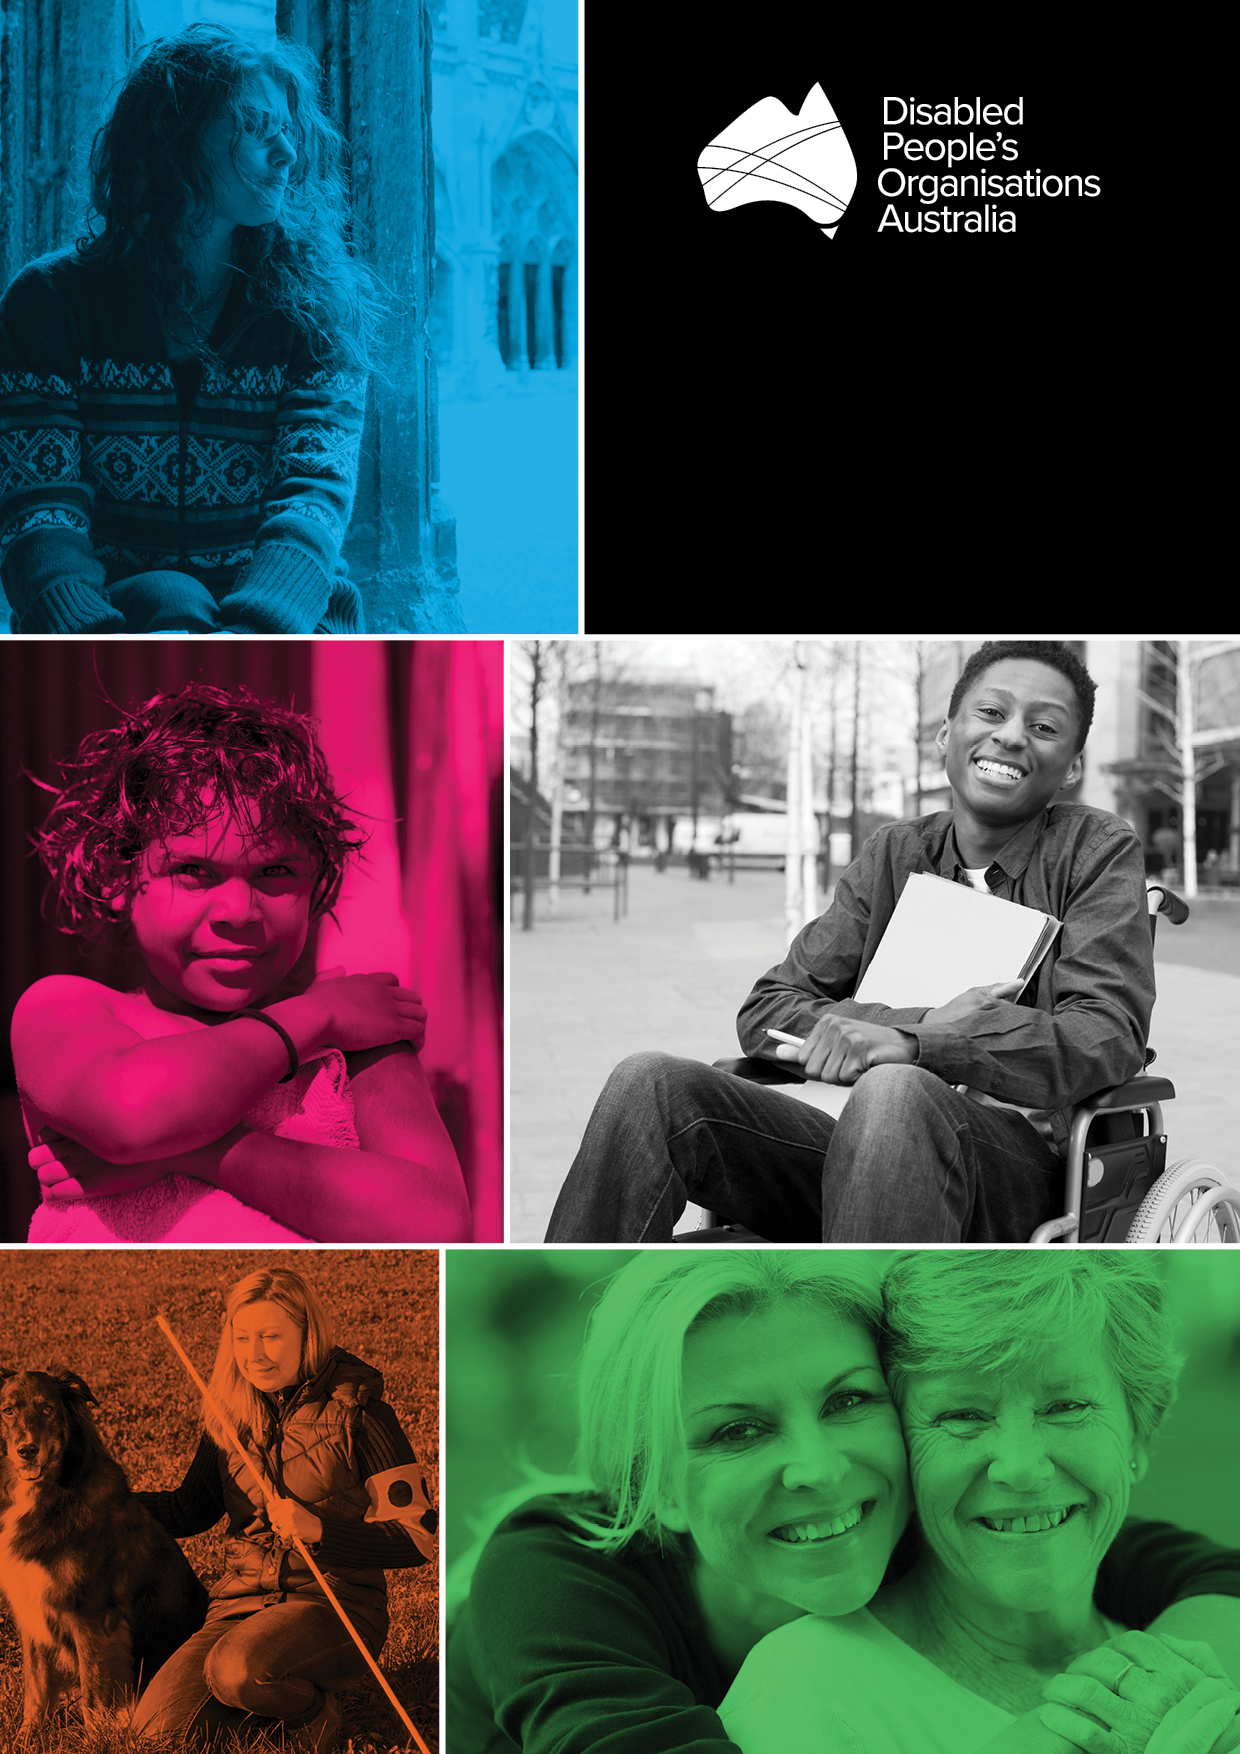 Disabled
People’s
Organisations
Australia